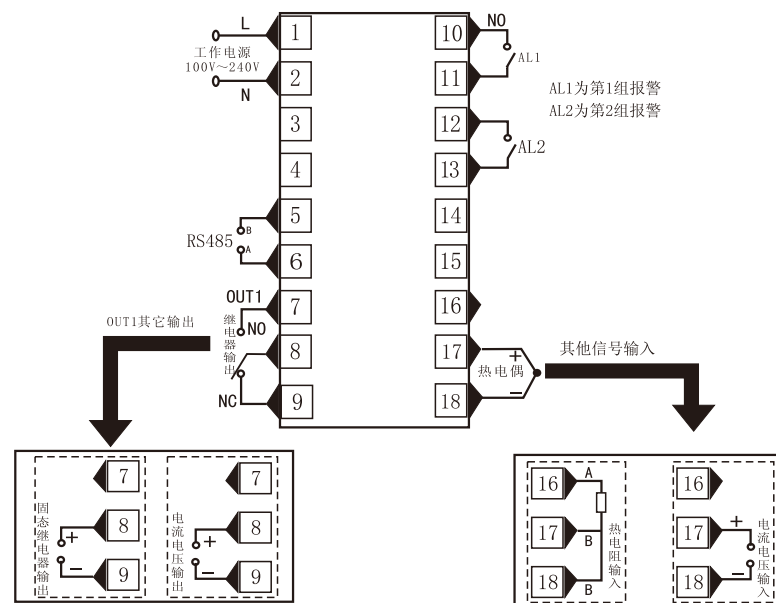 L
工作电源
100V～240V
N
1
2
3
4
5
6
7
8
9
10
11
12
13
14
15
16
17
18
NO
AL1
AL1为第1组报警
AL2为第2组报警
AL2
RS485
B
A
OUT1
NO
NC
继电器输出
OUT1其它输出
+
热电偶
−
其他信号输入
固态继电器输出
7
8
9
+
−
电流电压输出
7
8
9
+
−
16
17
18
A
B
B
热电阻输入
16
17
18
+
−
电流电压输入